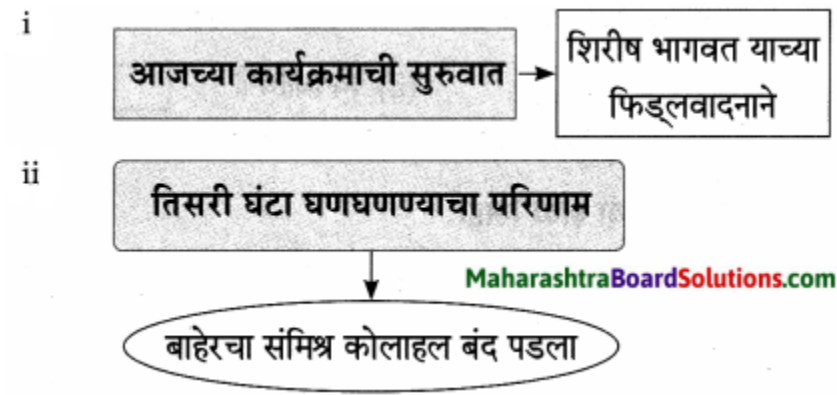 i
आजच्या कार्यक्रमाची सुरुवात
शिरीष भागवत याच्या
फिड्लवादनाने
ii
तिसरी घंटा घणघणण्याचा परिणाम
MaharashtraBoardSolutions.com
बाहेरचा संमिश्र कोलाहल बंद पडला